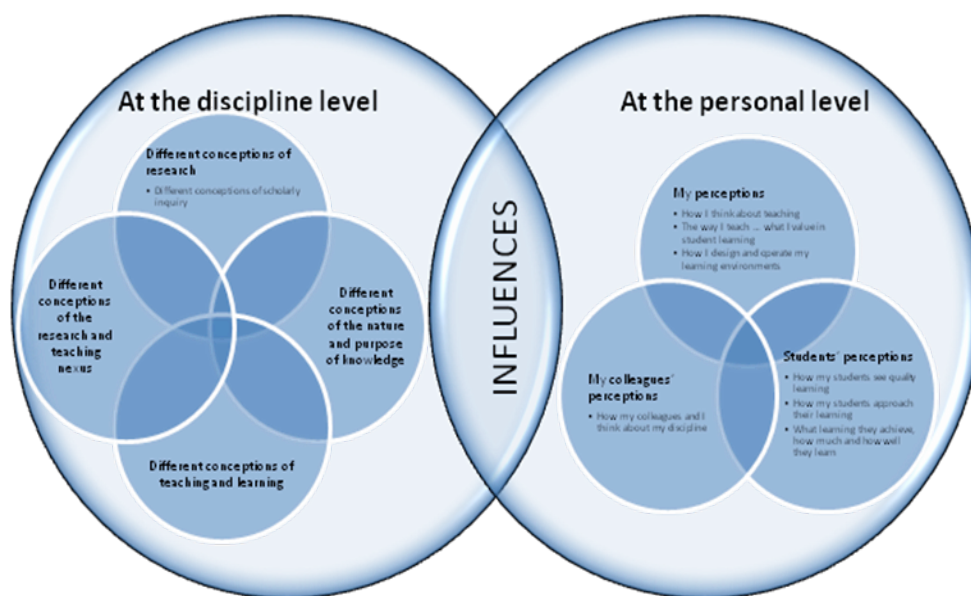 At the discipline level
Different conceptions of
research
• Different conceptions of scholarly
inquiry
Different
conceptions
of the
research and
teaching
nexus
Different
conceptions
of the nature
and purpose
of knowledge
Different conceptions of
teaching and learning
INFLUENCES
At the personal level
My perceptions
• How I think about teaching
• The way I teach ... what I value in
student learning
• How I design and operate my
learning environments
My colleagues'
perceptions
• How my colleagues and I
think about my discipline
Students' perceptions
• How my students see quality
learning
• How my students approach
their learning
• What learning they achieve,
how much and how well
they learn